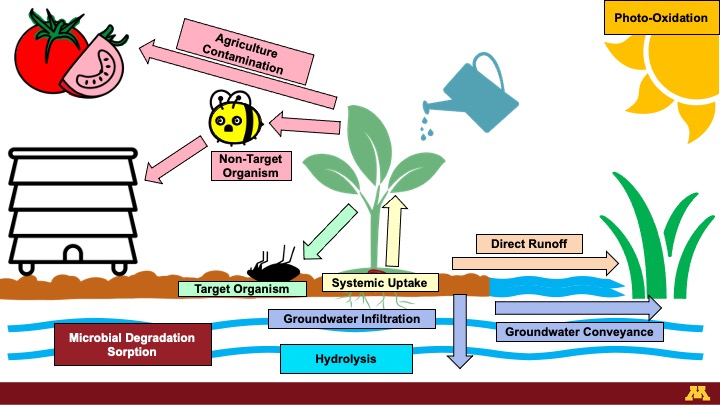 Photo-Oxidation
Agriculture
Contamination
Non-Target
Organism
Direct Runoff
Target Organism
Systemic Uptake
Groundwater Infiltration
Groundwater Conveyance
Microbial Degradation
Sorption
Hydrolysis
M